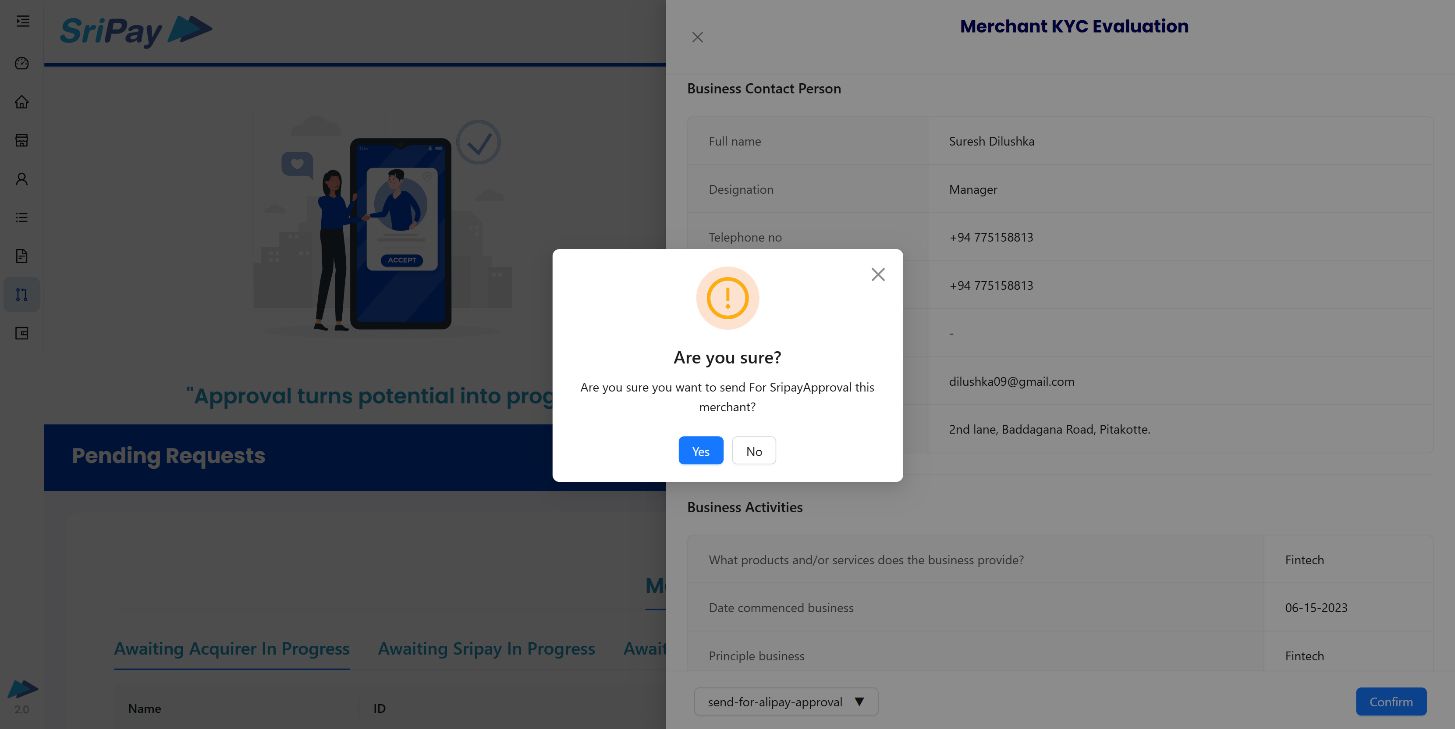 SriPay
Merchant KYC Evaluation
Business Contact Person
Full name Suresh Dilushka
Designation Manager
Telephone no +94 775158813
+94 775158813
-
dilushka09@gmail.com
2nd lane, Baddagana Road, Pitakotte.
ACCEPT
Are you sure?
Are you sure you want to send For SripayApproval this
merchant?
Yes No
"Approval turns potential into
Pending Requests
Business Activities
What products and/or services does the business provide? Fintech
Date commenced business 06-15-2023
Principle business Fintech
Awaiting Acquirer In Progress Awaiting Sripay In Progress
Name ID
2.0
send-for-alipay-approval ▼ Confirm